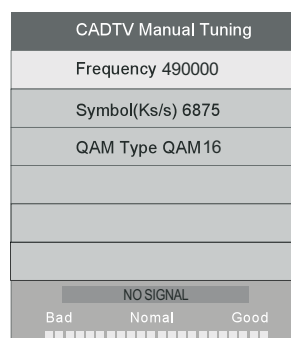 CADTV Manual Tuning
Frequency 490000
Symbol(Ks/s) 6875
QAM Type QAM16
NO SIGNAL
Bad Nomal Good